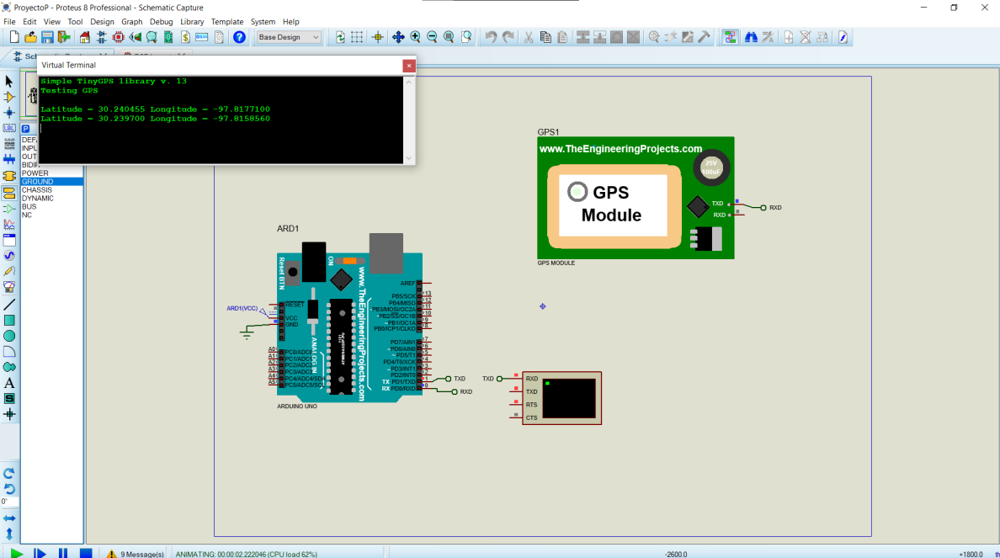 ProyectoP - Proteus 8 Professional - Schematic Capture
File Edit View Tool Design Graph Debug Library Template System Help
Base Design
Virtual Terminal
Simple TinyGPS library v. 13
Testing GPS
Latitude = 30.240455 Longitude = -97.8177100
Latitude = 30.239700 Longitude = -97.8158560
LBL
P
POWER
GROUND
CHASSIS
DYNAMIC
BUS
NC
A
S
0°
GPS1
www.TheEngineeringProjects.com
25V
100uF
GPS
Module
TXD
RXD
RXD
GPS MODULE
ARD1
Reset BTN
ON
www.TheEngineeringProjects.com
ANALOG IN
ARD1(VCC)
RESET
VCC
GND
A0 PC0/ADC0
A1 PC1/ADC1
A2 PC2/ADC2
A3 PC3/ADC3
A4 PC4/ADC4/SDA
A5 PC5/ADC5/SCL
AREF
PB5/SCK 13
PB4/MISO 12
~PB3/MOSI/OC2A 11
~PB2/SS/OC1B 10
~PB1/OC1A 9
PB0/ICP1/CLKO 8
PD7/AIN1 7
~PD6/AIN0 6
~PD5/T1 5
PD4/T0/XCK 4
~PD3/INT1 3
PD2/INT0 2
TX PD1/TXD 1
RX PD0/RXD 0
TXD
RXD
ARDUINO UNO
TXD
RXD
TXD
RTS
CTS
9 Message(s)
ANIMATING: 00:00:02.222046 (CPU load 62%)
-2600.0
+1800.0
th